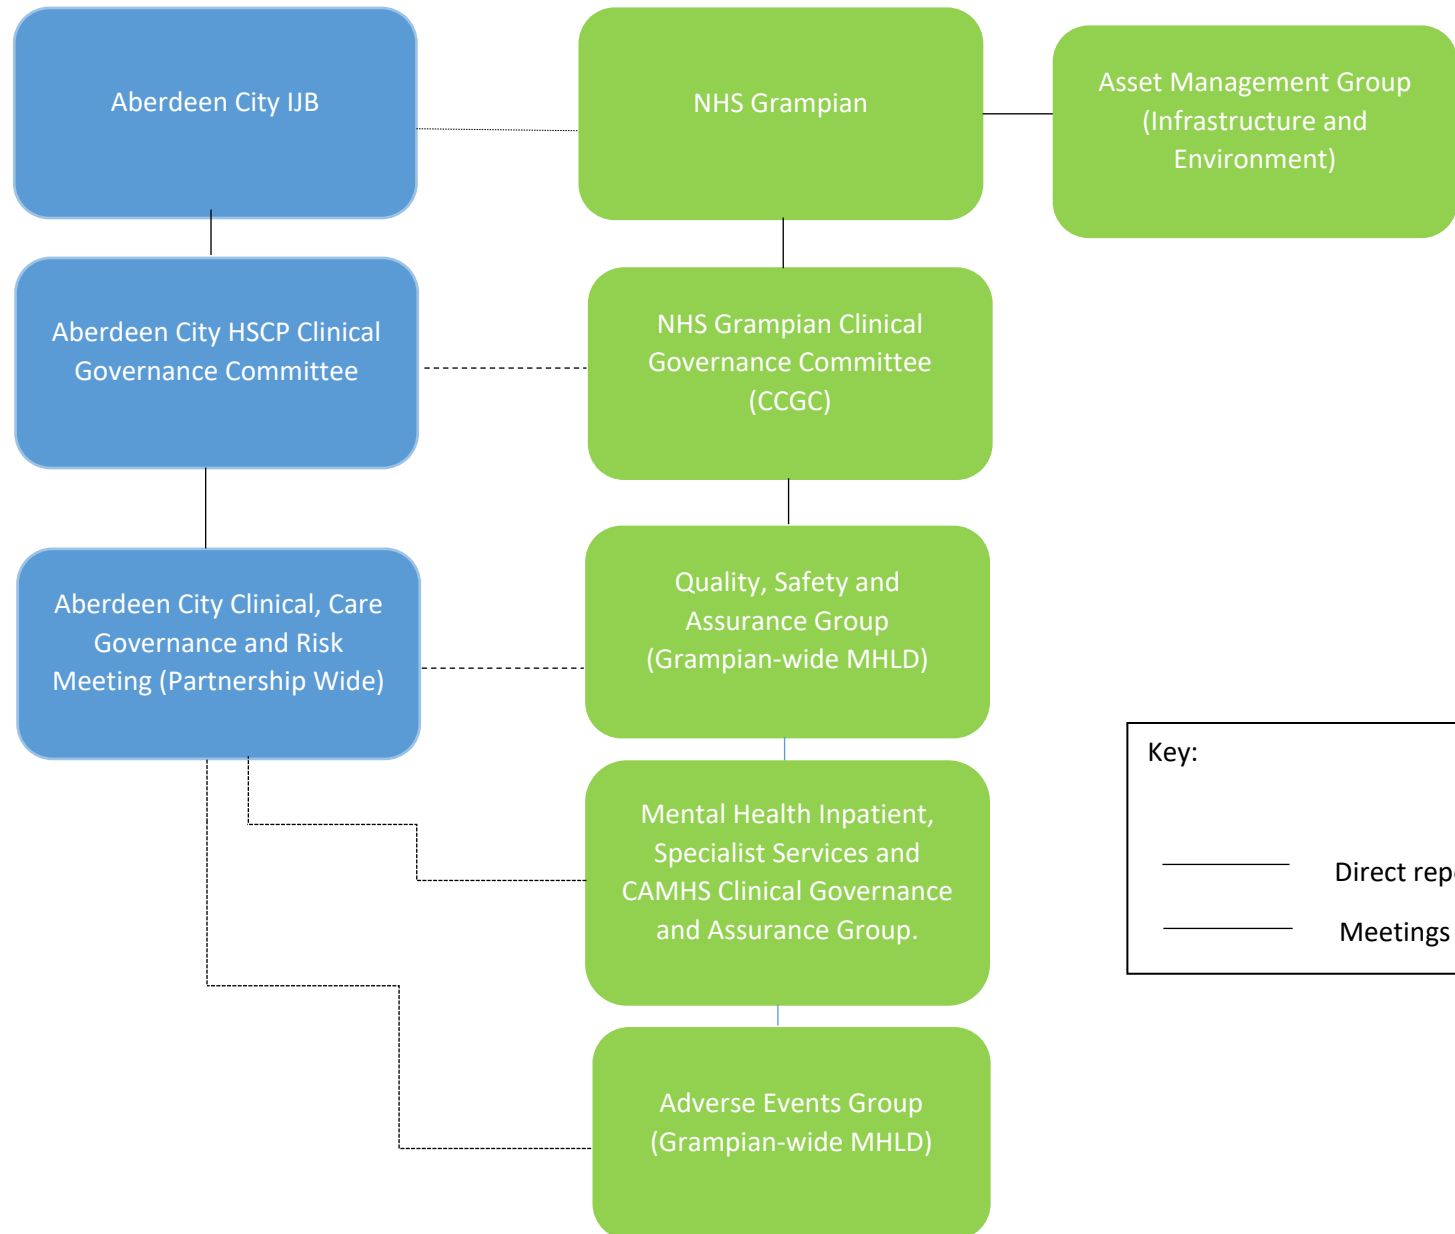 Aberdeen City IJB
NHS Grampian
Asset Management Group
(Infrastructure and
Environment)
Aberdeen City HSCP Clinical
Governance Committee
NHS Grampian Clinical
Governance Committee
(CCGC)
Aberdeen City Clinical, Care
Governance and Risk
Meeting (Partnership Wide)
Quality, Safety and
Assurance Group
(Grampian-wide MHLD)
Mental Health Inpatient,
Specialist Services and
CAMHS Clinical Governance
and Assurance Group.
Adverse Events Group
(Grampian-wide MHLD)
Key:
Direct
Meetings